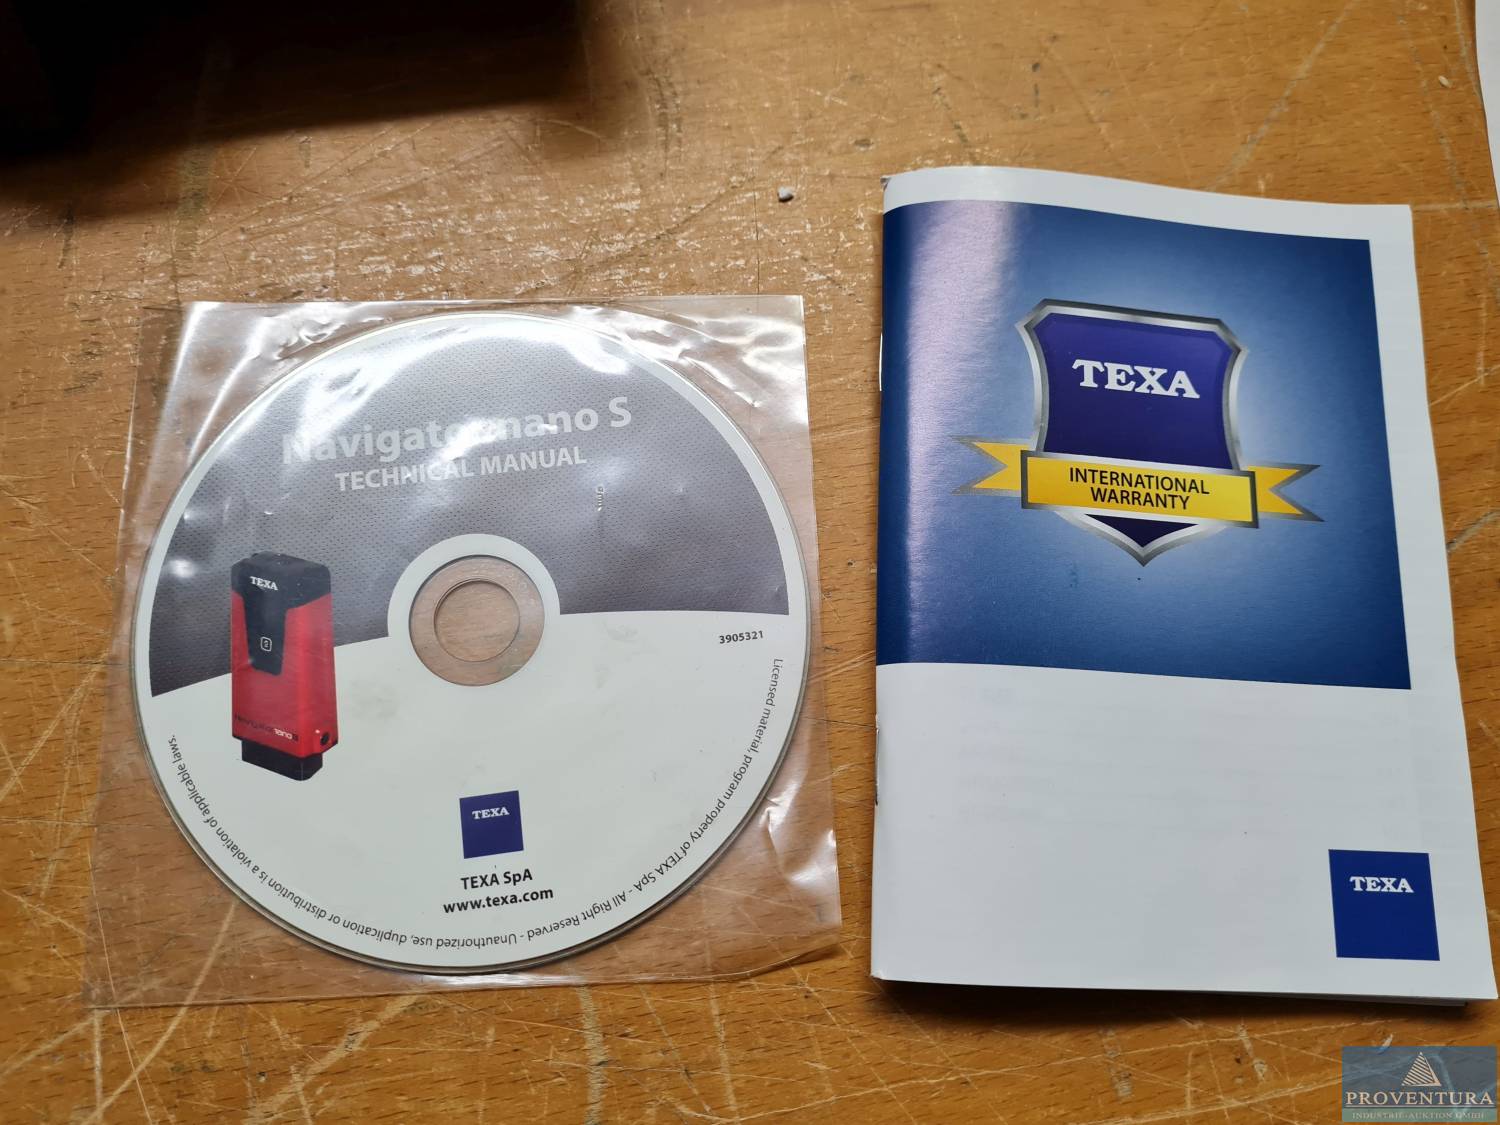 Navigator nano S
TECHNICAL MANUAL
TEXA
3905321
TEXA
TEXA SpA
www.texa.com
Licensed material, program property of TEXA SpA - All Right Reserved - Unauthorized use, duplication or distribution is a violation of applicable laws.
TEXA
INTERNATIONAL
WARRANTY
TEXA
PROVENTURA
INDUSTRIE-AUKTION GMBH